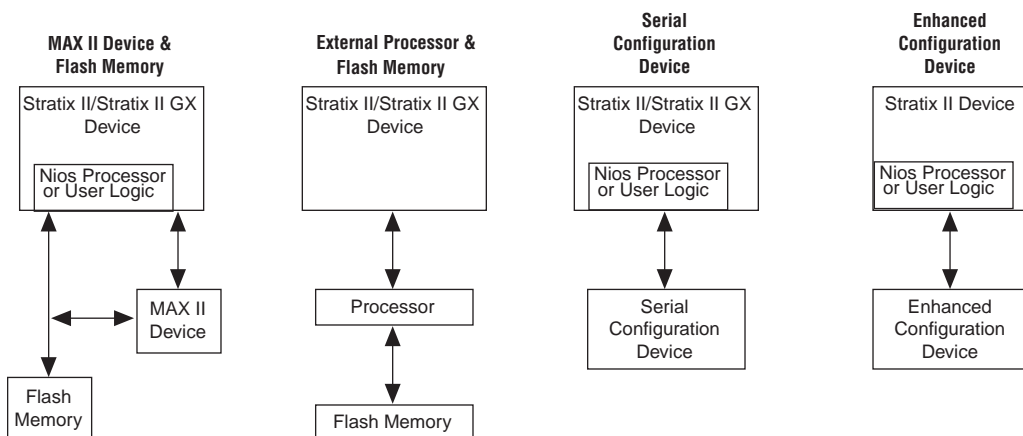 MAX II Device &
Flash Memory
Stratix II/Stratix II GX
Device
Nios Processor
or User Logic
MAX II
Device
Flash
Memory
External Processor &
Flash Memory
Stratix II/Stratix II GX
Device
Processor
Flash Memory
Serial
Configuration
Device
Stratix II/Stratix II GX
Device
Nios Processor
or User Logic
Serial
Configuration
Device
Enhanced
Configuration
Device
Stratix II Device
Nios Processor
or User Logic
Enhanced
Configuration
Device